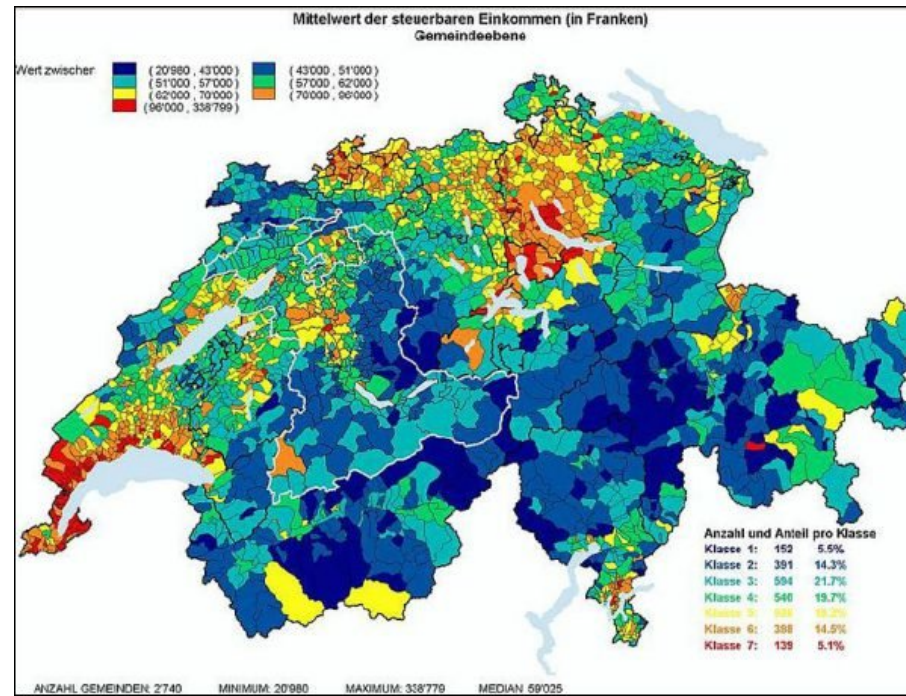 Mittelwert der steuerbaren Einkommen (in Franken)
Gemeindeebene
Wert zwischen
(20'980 , 43'000) (43'000 , 51'000)
(51'000 , 57'000) (57'000 , 62'000)
(62'000 , 70'000) (70'000 , 96'000)
(96'000 , 338'799)
Anzahl und Anteil pro Klasse
Klasse 1: 152 5.5%
Klasse 2: 391 14.3%
Klasse 3: 594 21.7%
Klasse 4: 540 19.7%
Klasse 5:
Klasse 6: 398 14.5%
Klasse 7: 139 5.1%
ANZAHL GEMEINDEN: 2'740 MINIMUM: 20'980 MAXIMUM: 338'779 MEDIAN 59'025